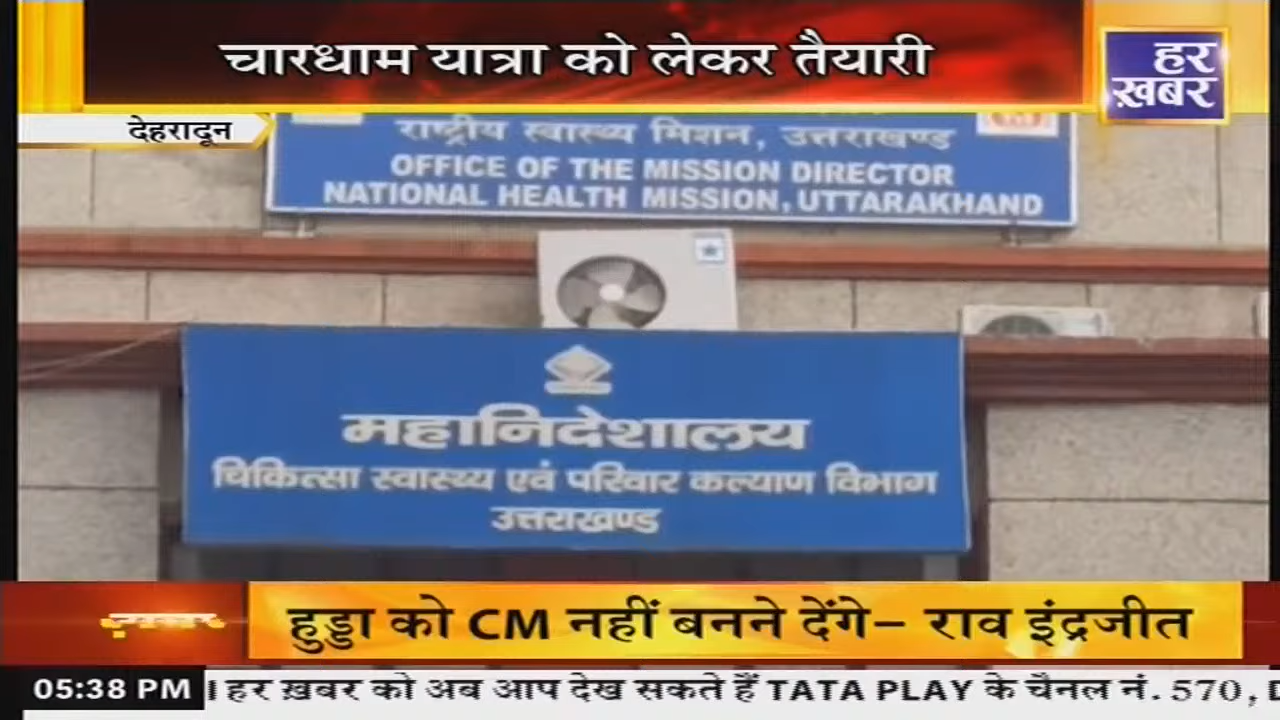 चारधाम यात्रा को लेकर तैयारी
हर
ख़बर
देहरादून
राष्ट्रीय स्वास्थ्य मिशन, उत्तराखण्ड
OFFICE OF THE MISSION DIRECTOR
NATIONAL HEALTH MISSION, UTTARAKHAND
महानिदेशालय
चिकित्सा स्वास्थ्य एवं परिवार कल्याण विभाग
उत्तराखण्ड
हुड्डा को CM नहीं बनने देंगे– राव इंद्रजीत
05:38 PM
। हर ख़बर को अब आप देख सकते हैं TATA PLAY के चैनल नं. 570,